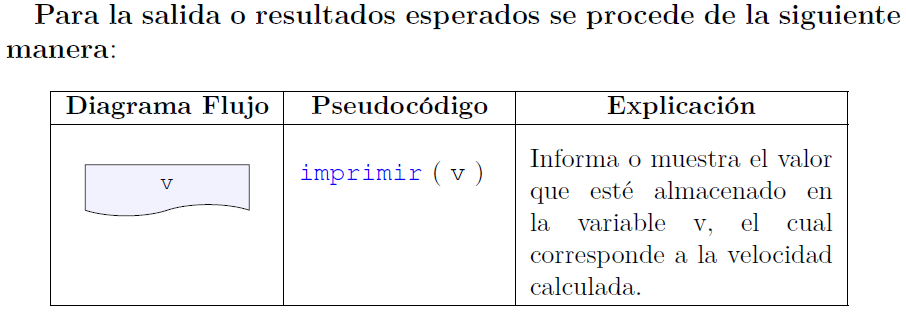 Para la salida o resultados esperados se procede de la siguiente
manera:
Diagrama Flujo Pseudocódigo Explicación
v
imprimir ( v )
Informa o muestra el valor
que esté almacenado en
la variable v, el cual
corresponde a la velocidad
calculada.